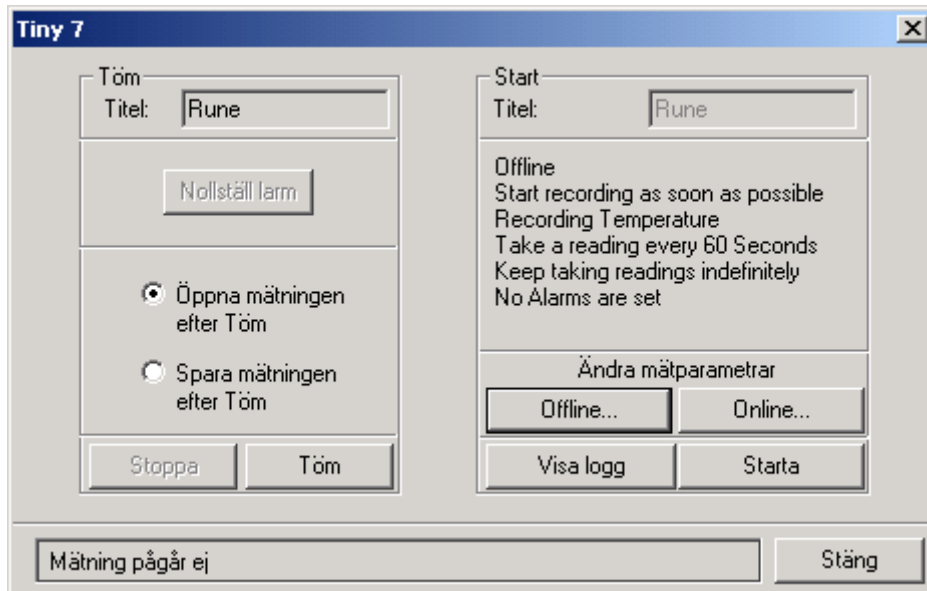 Tiny 7
Töm
Titel: Rune
Nollställ larm
Öppna mätningen
efter Töm
Spara mätningen
efter Töm
Stoppa Töm
Start
Titel: Rune
Offline
Start recording as soon as possible
Recording Temperature
Take a reading every 60 Seconds
Keep taking readings indefinitely
No Alarms are set
Ändra mätparametrar
Offline... Online...
Visa logg Starta
Mätning pågår ej
Stäng